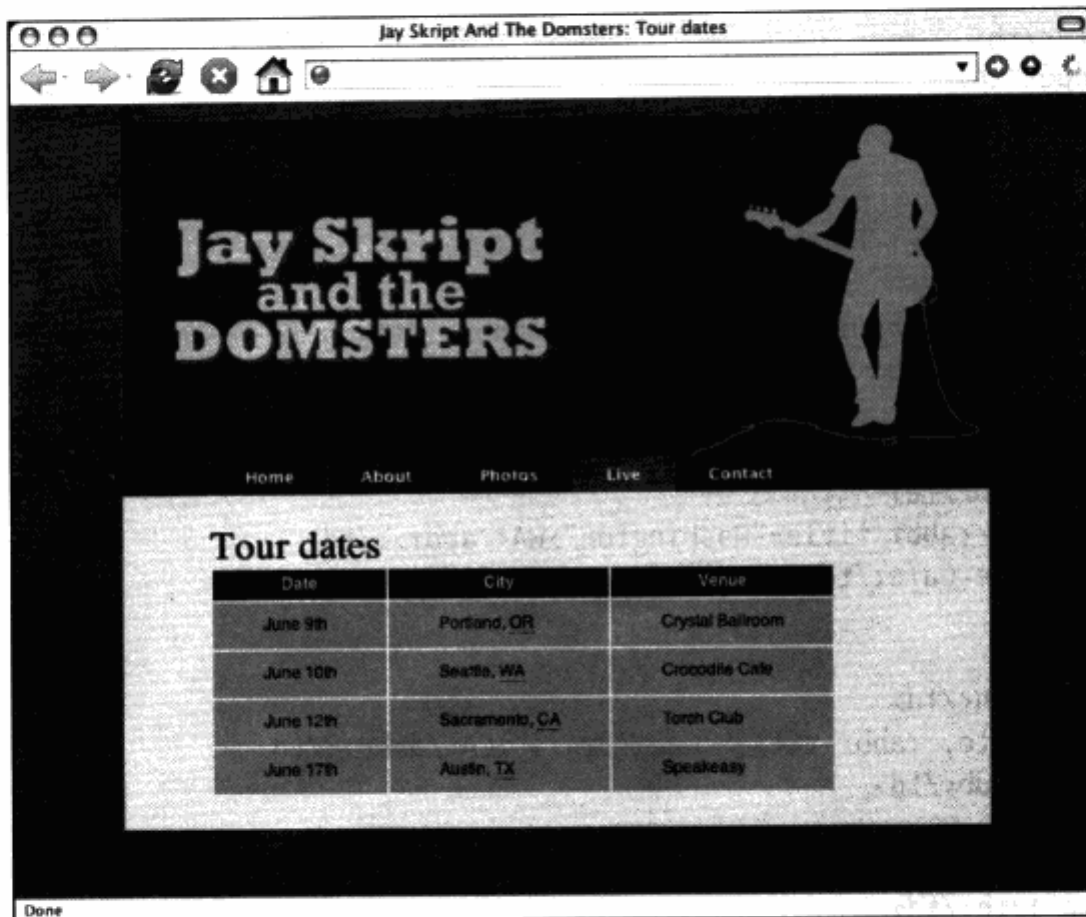 Jay Skript And The Domsters: Tour dates
Jay Skript
and the
DOMSTERS
Home About Photos Live Contact
Tour dates
Date City Venue
June 9th Portland, OR Crystal Ballroom
June 10th Seattle, WA Crocodile Cafe
June 12th Sacramento, CA Torch Club
June 17th Austin, TX Speakeasy
Done